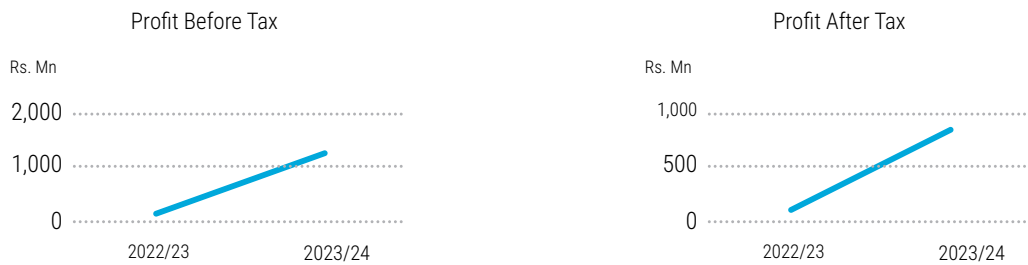 Profit Before Tax
Rs. Mn
2,000
1,000
0
2022/23 2023/24
Profit After Tax
Rs. Mn
1,000
500
0
2022/23 2023/24